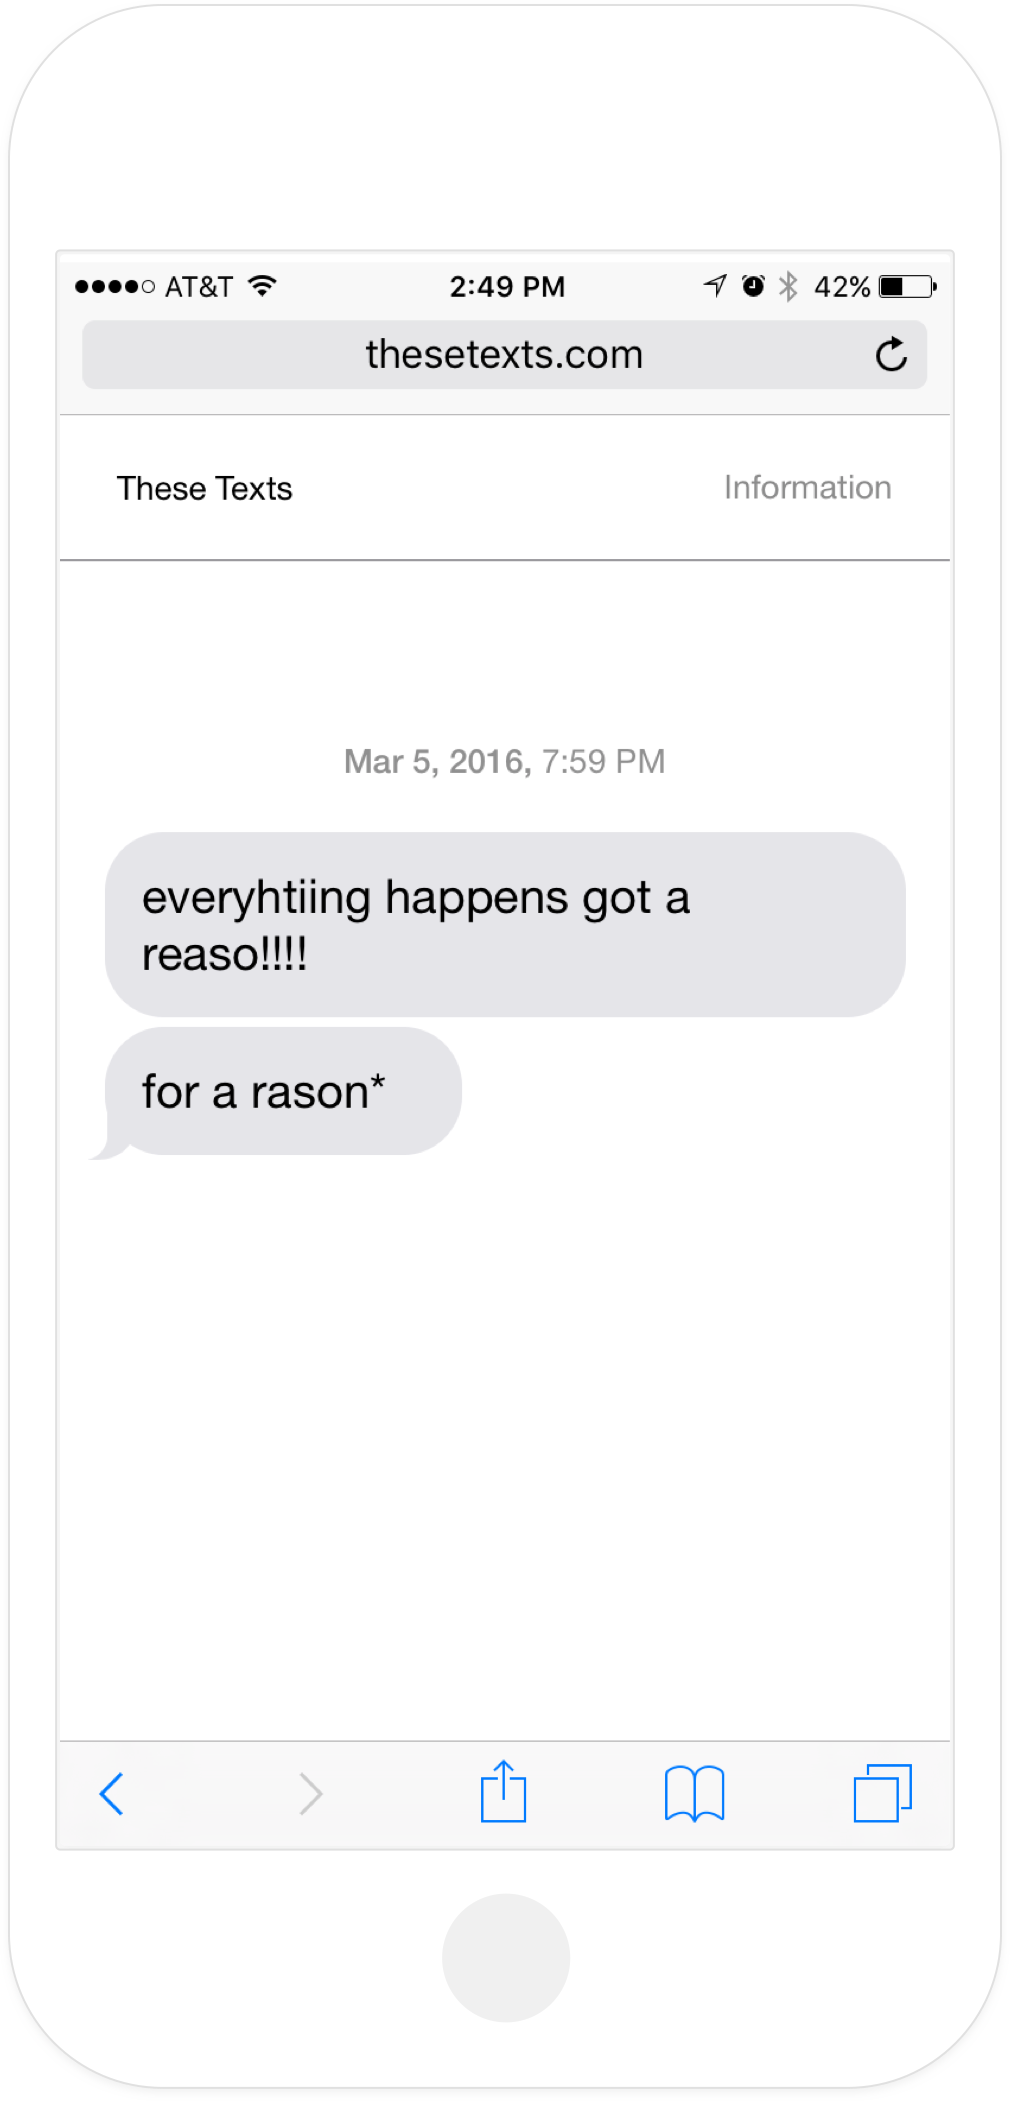 AT&T 2:49 PM 42%
thesetexts.com
These Texts Information
Mar 5, 2016, 7:59 PM
everyhtiing happens got a
reaso!!!!
for a rason*